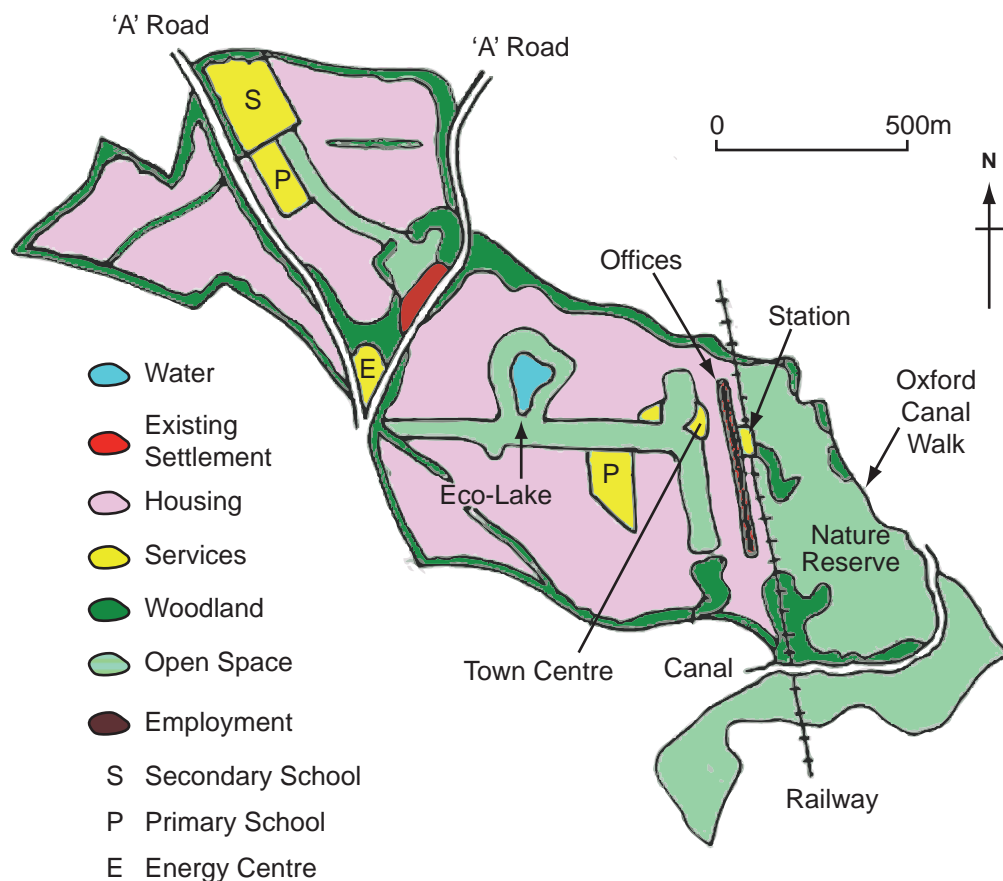 'A' Road
'A' Road
S
P
0
500m
N
Offices
Station
Oxford
Canal
Walk
E
Water
Existing
Settlement
Eco-Lake
P
Housing
Services
Nature
Reserve
Woodland
Open Space
Town Centre
Canal
Employment
Railway
S Secondary School
P Primary School
E Energy Centre